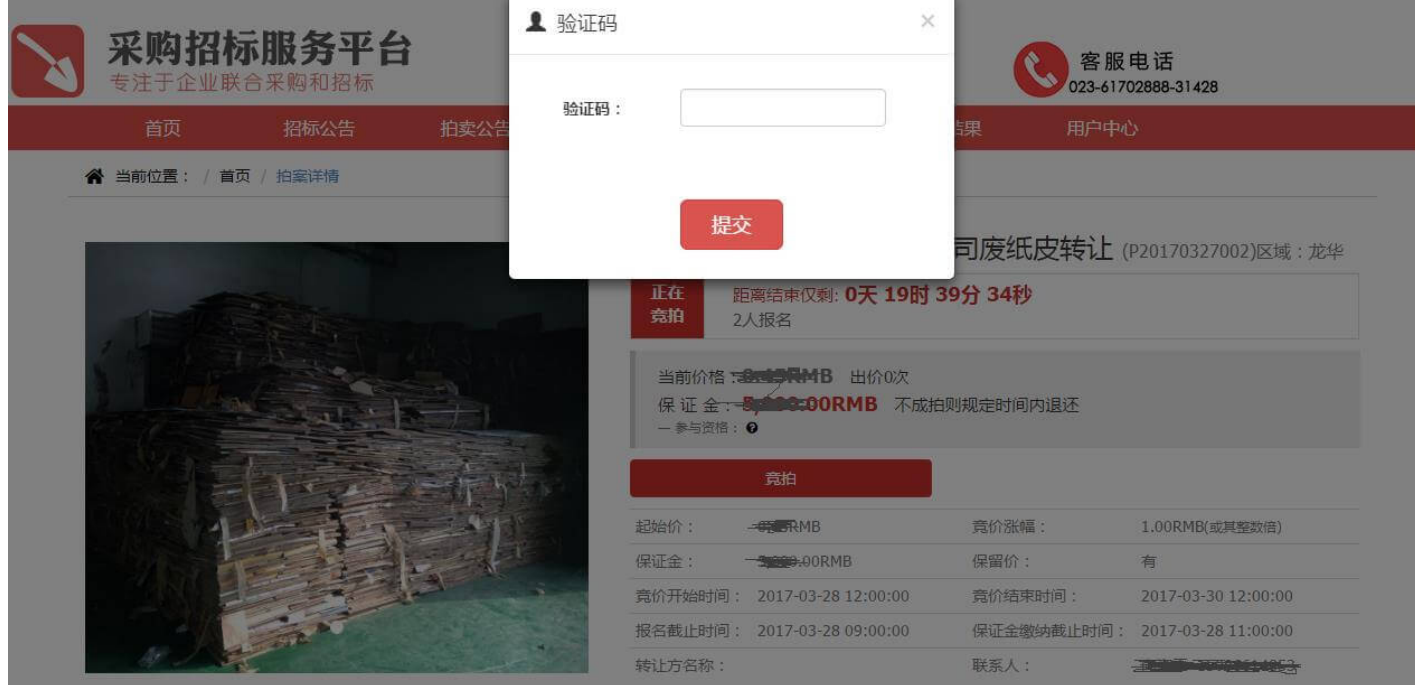 验证码
×
采购招标服务平台
专注于企业联合采购和招标
客服电话
023-61702888-31428
验证码：
首页 招标公告 拍卖公告 结果 用户中心
当前位置： / 首页 / 拍案详情
提交
司废纸皮转让 (P20170327002)区域：龙华
正在竞拍
距离结束仅剩: 0天 19时 39分 34秒
2人报名
当前价格： RMB 出价0次
保 证 金： .00RMB 不成拍则规定时间内退还
— 参与资格：
竞拍
起始价： RMB 竞价涨幅： 1.00RMB(或其整数倍)
保证金： .00RMB 保留价： 有
竞价开始时间： 2017-03-28 12:00:00 竞价结束时间： 2017-03-30 12:00:00
报名截止时间： 2017-03-28 09:00:00 保证金缴纳截止时间： 2017-03-28 11:00:00
转让方名称： 联系人：